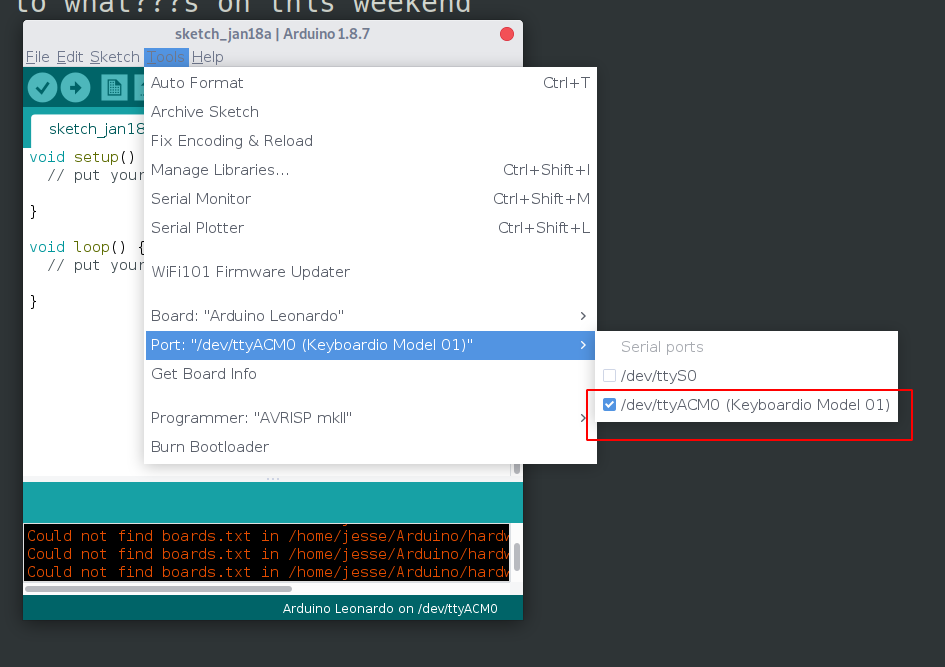 to what???s on this weekend
sketch_jan18a | Arduino 1.8.7
File Edit Sketch Tools Help
Auto Format Ctrl+T
Archive Sketch
Fix Encoding & Reload
Manage Libraries... Ctrl+Shift+I
Serial Monitor Ctrl+Shift+M
Serial Plotter Ctrl+Shift+L
WiFi101 Firmware Updater
Board: "Arduino Leonardo"
Port: "/dev/ttyACM0 (Keyboardio Model 01)"
Get Board Info
Programmer: "AVRISP mkII"
Burn Bootloader
Serial ports
/dev/ttyS0
/dev/ttyACM0 (Keyboardio Model 01)
sketch_jan18
void setup()
// put your
}
void loop() {
// put your
}
Could not find boards.txt in /home/jesse/Arduino/hardw
Could not find boards.txt in /home/jesse/Arduino/hardw
Could not find boards.txt in /home/jesse/Arduino/hardw
Arduino Leonardo on /dev/ttyACM0